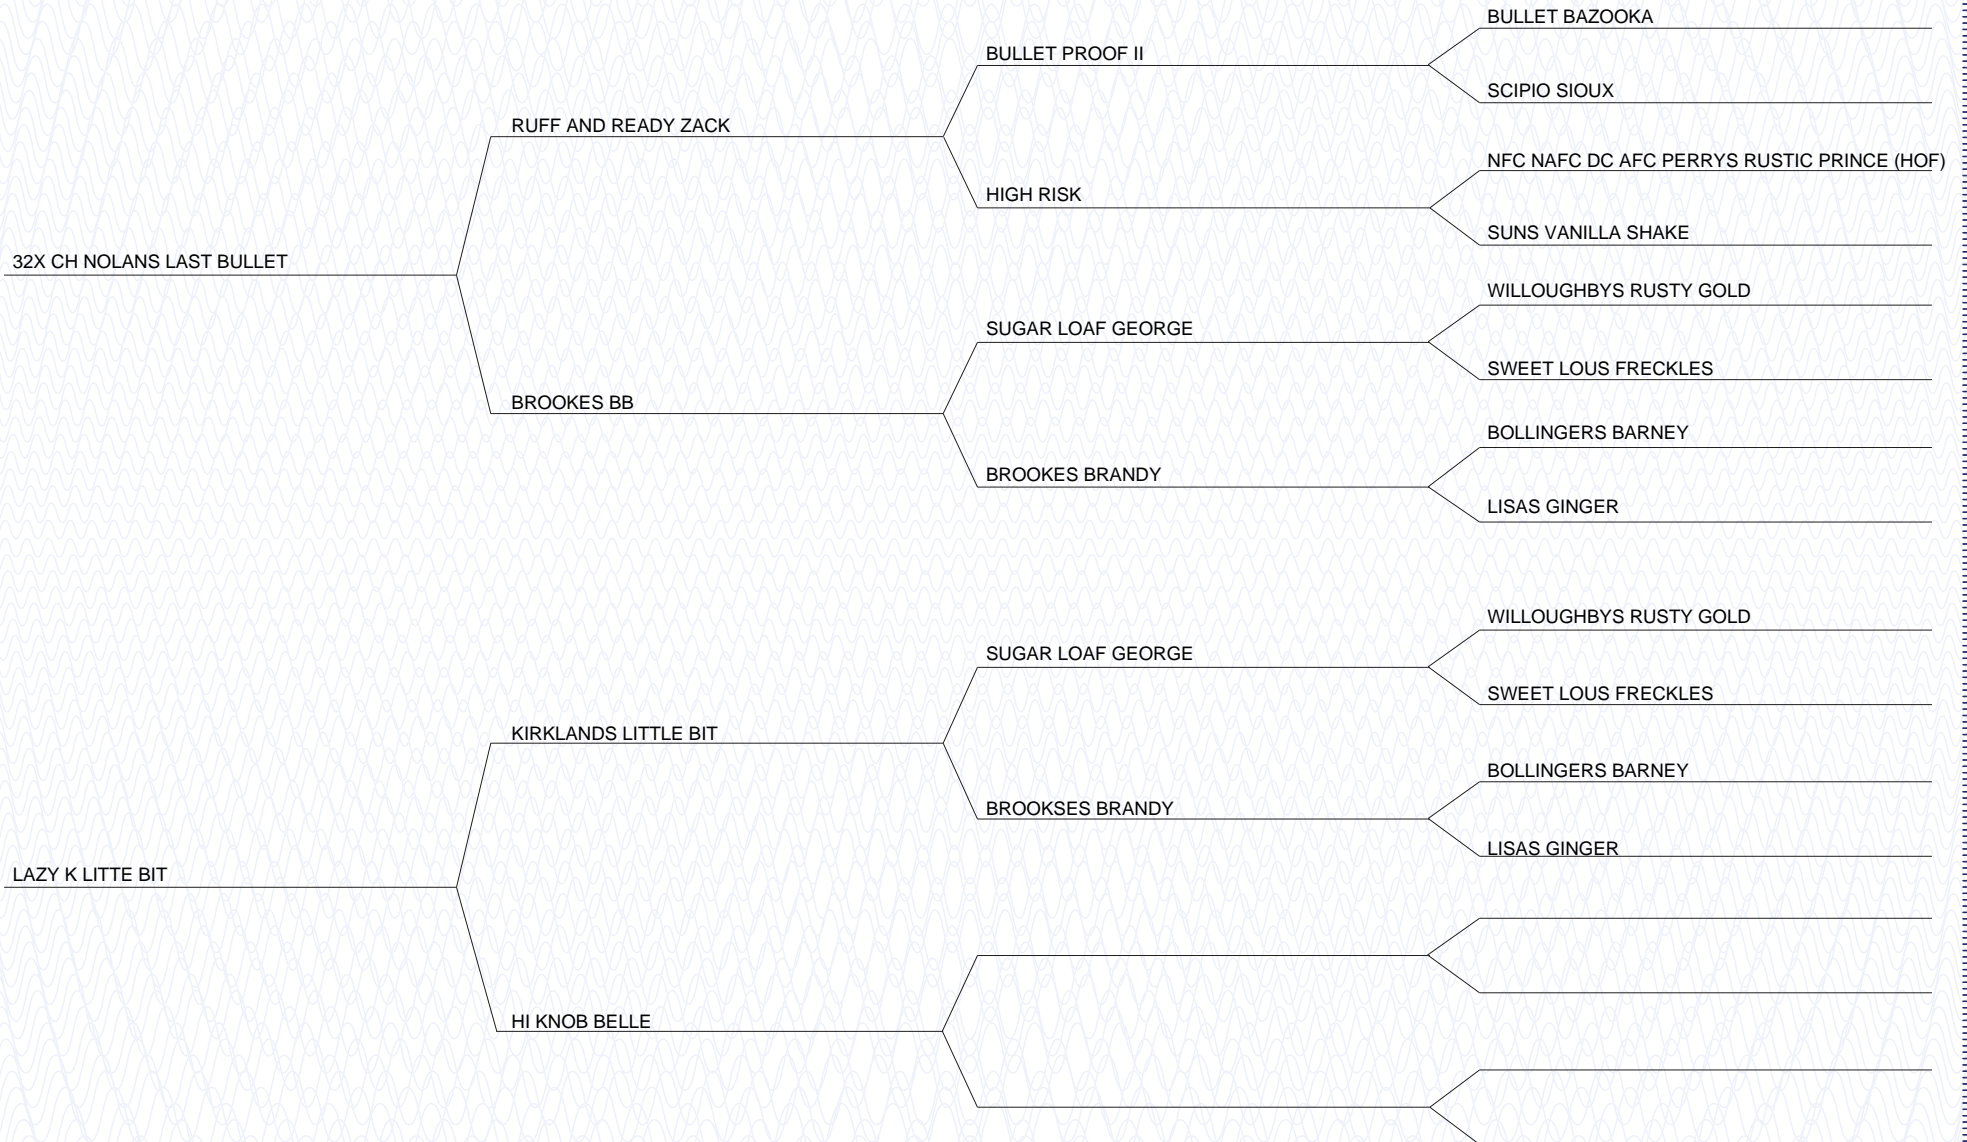 BULLET BAZOOKA
BULLET PROOF II
SCIPIO SIOUX
RUFF AND READY ZACK
NFC NAFC DC AFC PERRYS RUSTIC PRINCE (HOF)
HIGH RISK
SUNS VANILLA SHAKE
32X CH NOLANS LAST BULLET
WILLOUGHBYS RUSTY GOLD
SUGAR LOAF GEORGE
SWEET LOUS FRECKLES
BROOKES BB
BOLLINGERS BARNEY
BROOKES BRANDY
LISAS GINGER
WILLOUGHBYS RUSTY GOLD
SUGAR LOAF GEORGE
SWEET LOUS FRECKLES
KIRKLANDS LITTLE BIT
BOLLINGERS BARNEY
BROOKSES BRANDY
LISAS GINGER
LAZY K LITTE BIT
HI KNOB BELLE